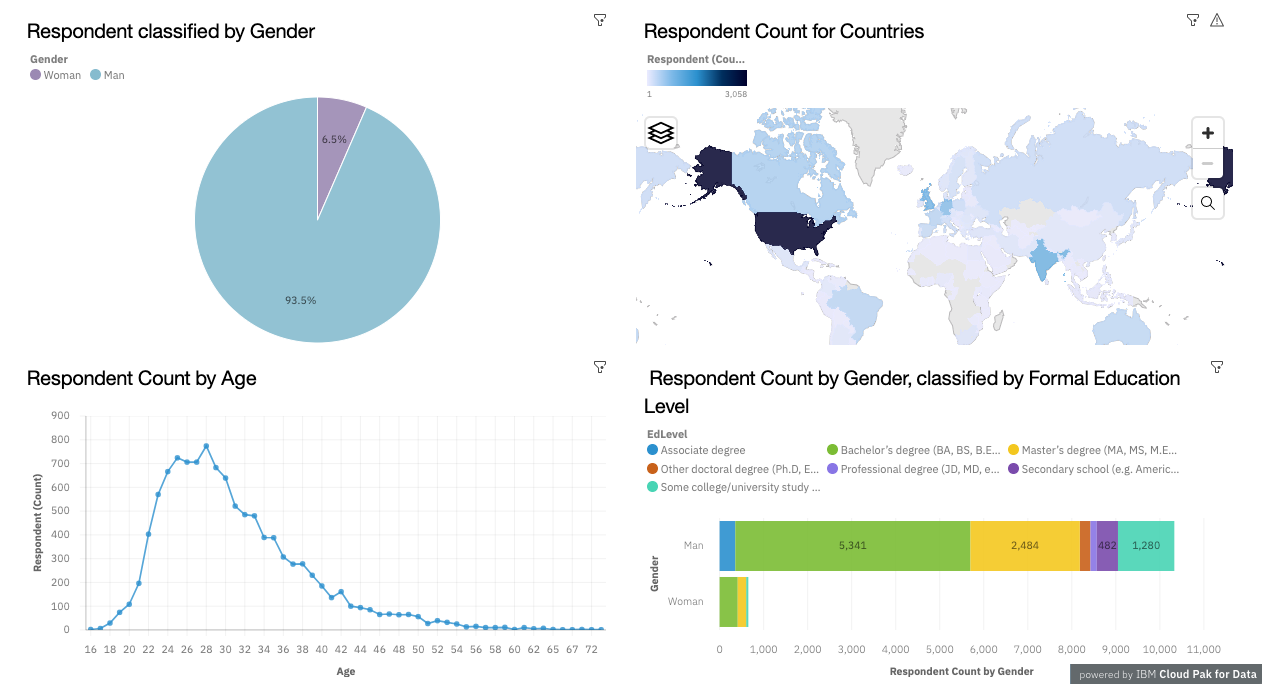 Respondent classified by Gender
Gender
Woman Man
6.5%
93.5%
Respondent Count for Countries
Respondent (Cou...
1 3,058
Respondent Count by Age
900
800
700
600
500
400
300
200
100
0
Respondent (Count)
16 18 20 22 24 26 28 30 32 34 36 38 40 42 44 46 48 50 52 54 56 58 60 62 65 67 72
Age
Respondent Count by Gender, classified by Formal Education
Level
EdLevel
Associate degree Bachelor's degree (BA, BS, B.E... Master's degree (MA, MS, M.E...
Other doctoral degree (Ph.D, E... Professional degree (JD, MD, e... Secondary school (e.g. Americ...
Some college/university study ...
Man 5,341 2,484 482 1,280
Woman
Gender
0 1,000 2,000 3,000 4,000 5,000 6,000 7,000 8,000 9,000 10,000 11,000
Respondent Count by Gender
powered by IBM Cloud Pak for Data